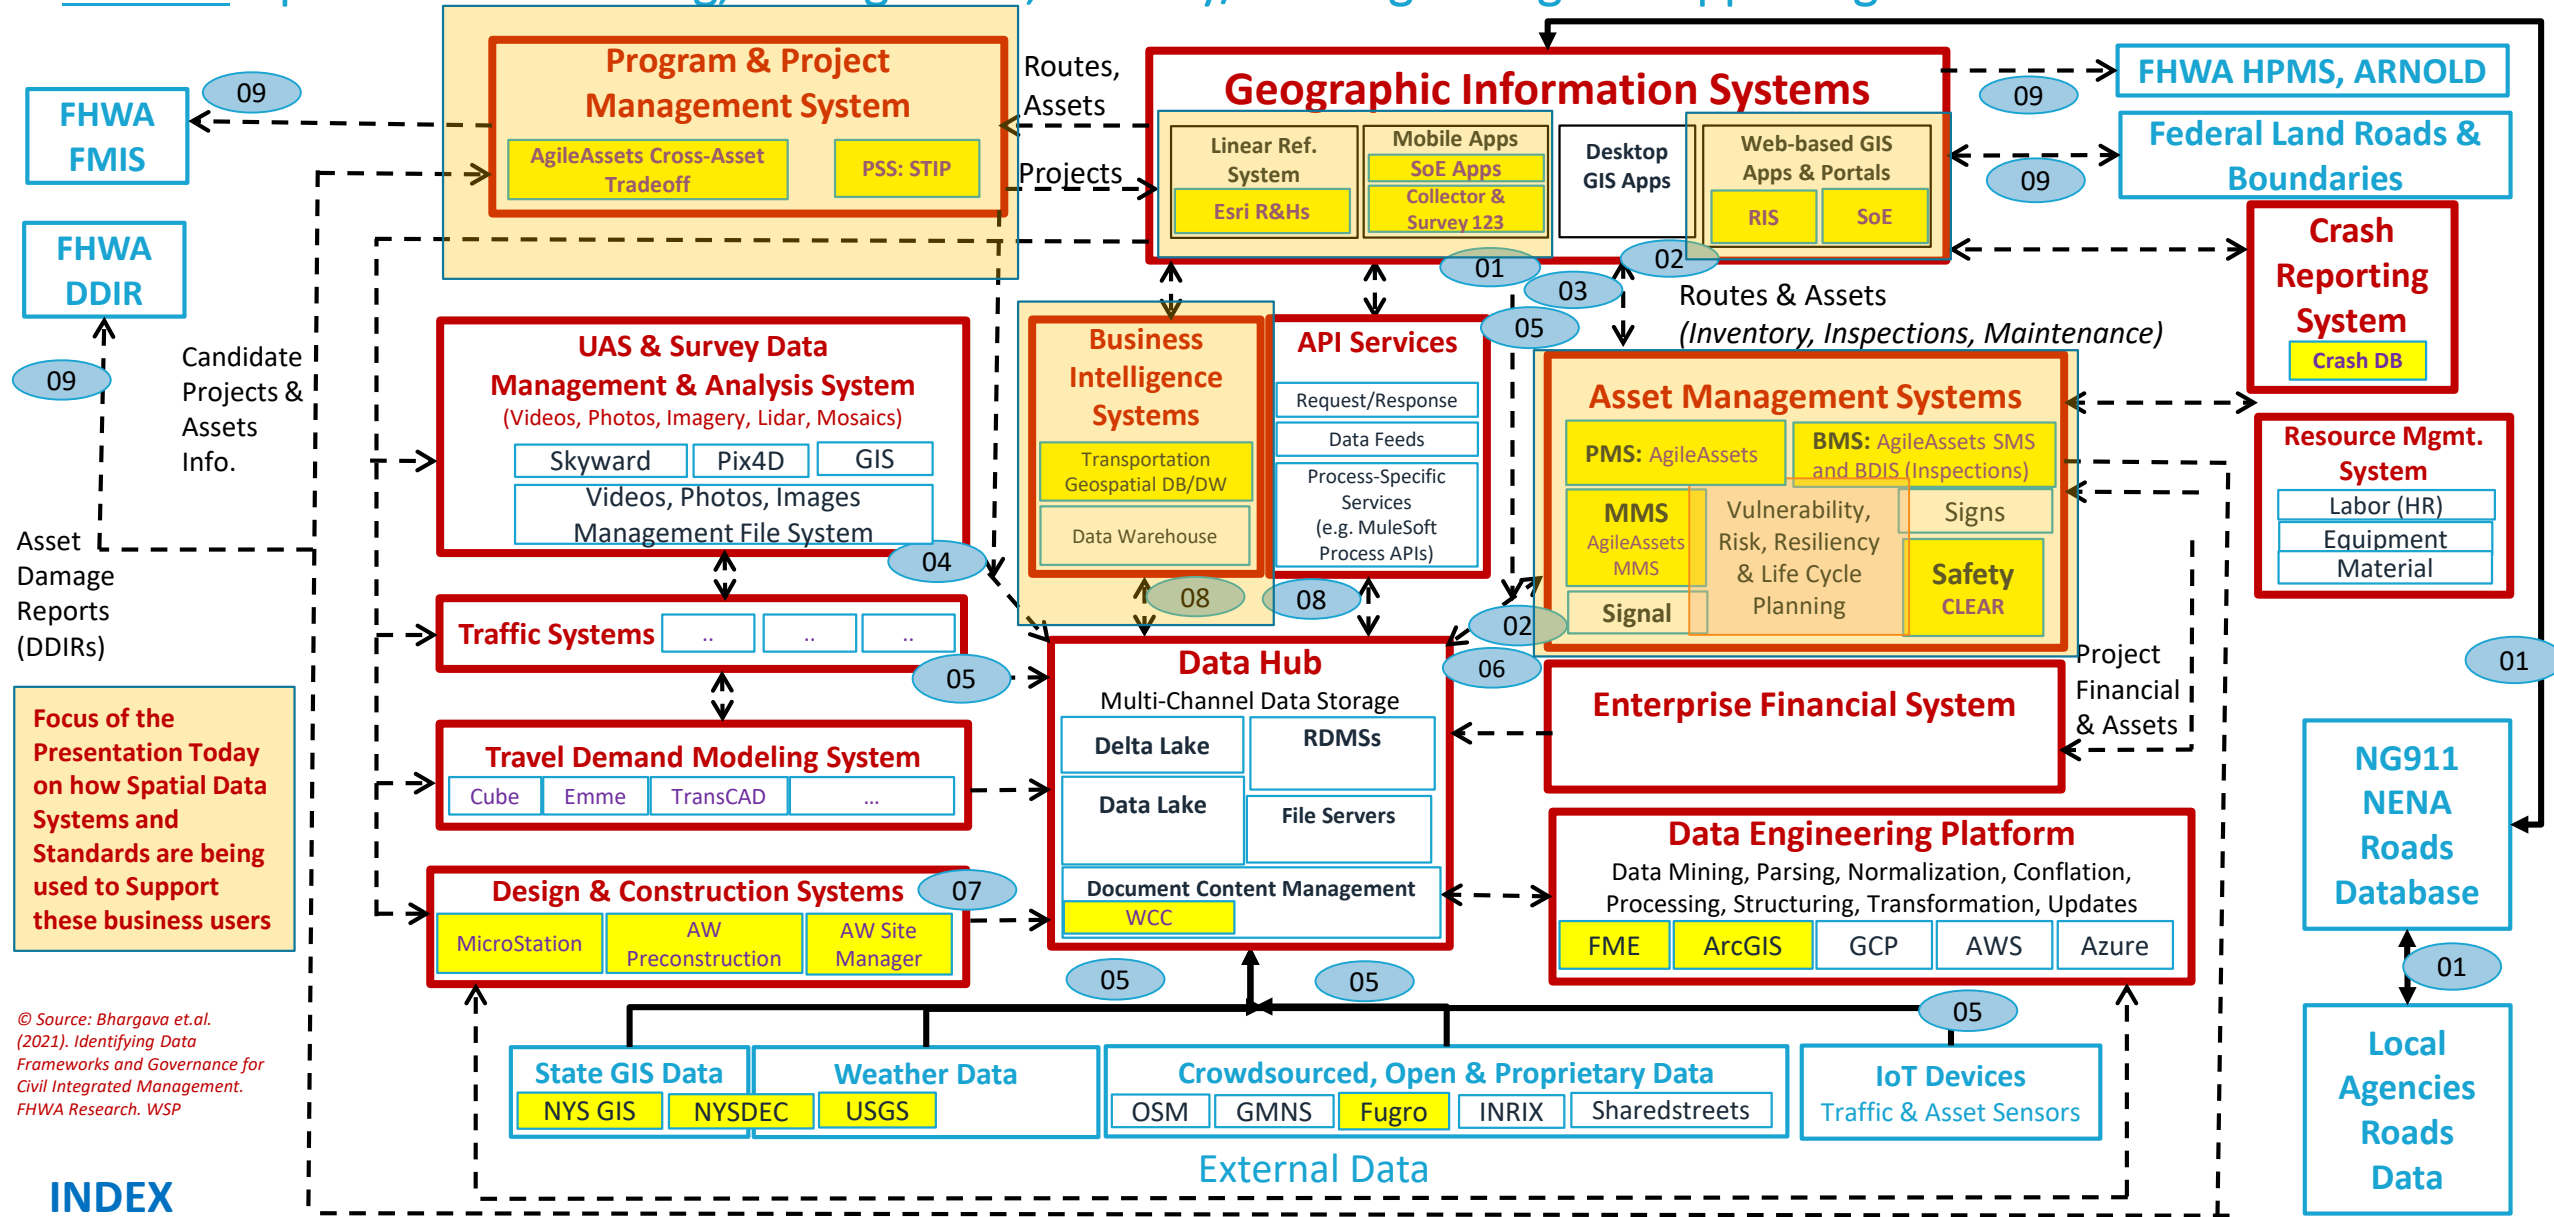 Program & Project
Management System
AgileAssets Cross-Asset
Tradeoff
PSS: STIP
Routes,
Assets
Projects
09
FHWA
FMIS
FHWA
DDIR
09
Candidate
Projects &
Assets
Info.
Asset
Damage
Reports
(DDIRs)
Geographic Information Systems
Linear Ref.
System
Esri R&Hs
Mobile Apps
SoE Apps
Collector &
Survey 123
Desktop
GIS Apps
Web-based GIS
Apps & Portals
RIS
SoE
FHWA HPMS, ARNOLD
09
Federal Land Roads &
Boundaries
09
Crash
Reporting
System
Crash DB
01
02
03
05
Routes & Assets
(Inventory, Inspections, Maintenance)
UAS & Survey Data
Management & Analysis System
(Videos, Photos, Imagery, Lidar, Mosaics)
Skyward
Pix4D
GIS
Videos, Photos, Images
Management File System
04
Business
Intelligence
Systems
Transportation
Geospatial DB/DW
Data Warehouse
08
API Services
Request/Response
Data Feeds
Process-Specific
Services
(e.g. MuleSoft
Process APIs)
08
Asset Management Systems
PMS: AgileAssets
BMS: AgileAssets SMS
and BDIS (Inspections)
MMS
AgileAssets
MMS
Vulnerability,
Risk, Resiliency
& Life Cycle
Planning
Signs
Safety
CLEAR
Signal
02
06
Resource Mgmt.
System
Labor (HR)
Equipment
Material
01
Traffic Systems
..
..
..
05
Data Hub
Multi-Channel Data Storage
Delta Lake
RDMSs
Data Lake
File Servers
Document Content Management
WCC
Enterprise Financial System
Project
Financial
& Assets
Focus of the
Presentation Today
on how Spatial Data
Systems and
Standards are being
used to Support
these business users
Travel Demand Modeling System
Cube
Emme
TransCAD
...
Data Engineering Platform
Data Mining, Parsing, Normalization, Conflation,
Processing, Structuring, Transformation, Updates
FME
ArcGIS
GCP
AWS
Azure
NG911
NENA
Roads
Database
01
Design & Construction Systems
07
MicroStation
AW
Preconstruction
AW Site
Manager
05
05
05
© Source: Bhargava et.al.
(2021). Identifying Data
Frameworks and Governance for
Civil Integrated Management.
FHWA Research. WSP
State GIS Data
NYS GIS
NYSDEC
Weather Data
USGS
Crowdsourced, Open & Proprietary Data
OSM
GMNS
Fugro
INRIX
Sharedstreets
IoT Devices
Traffic & Asset Sensors
Local
Agencies
Roads
Data
External Data
INDEX